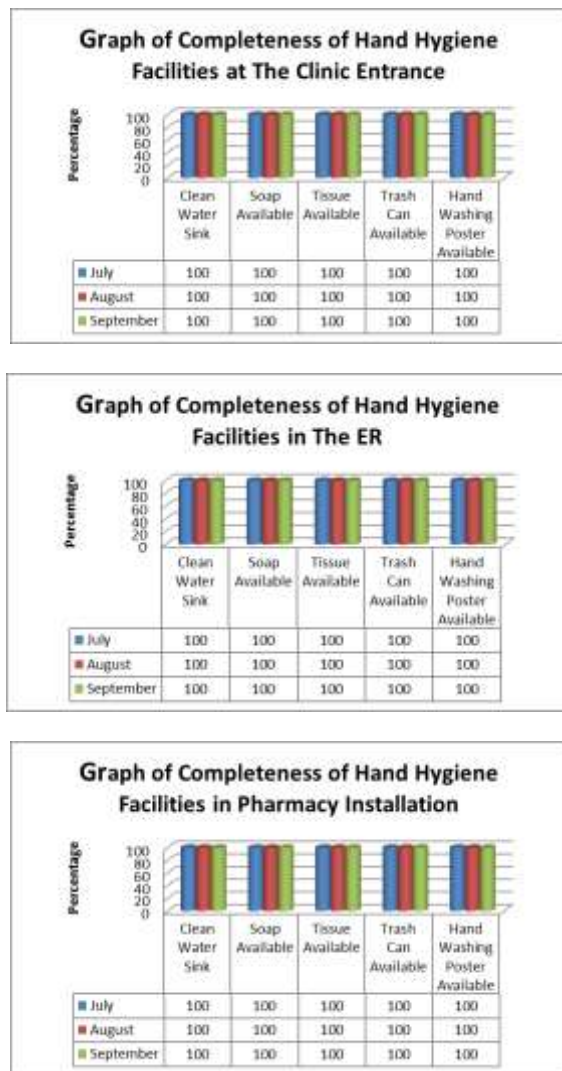 Graph of Completeness of Hand Hygiene
Facilities at The Clinic Entrance
Percentage
100
80
60
40
20
0
Clean Water Sink
Soap Available
Tissue Available
Trash Can Available
Hand Washing Poster Available
July 100 100 100 100 100
August 100 100 100 100 100
September 100 100 100 100 100
Graph of Completeness of Hand Hygiene
Facilities in The ER
Percentage
100
80
60
40
20
0
Clean Water Sink
Soap Available
Tissue Available
Trash Can Available
Hand Washing Poster Available
July 100 100 100 100 100
August 100 100 100 100 100
September 100 100 100 100 100
Graph of Completeness of Hand Hygiene
Facilities in Pharmacy Installation
Percentage
100
80
60
40
20
0
Clean Water Sink
Soap Available
Tissue Available
Trash Can Available
Hand Washing Poster Available
July 100 100 100 100 100
August 100 100 100 100 100
September 100 100 100 100 100